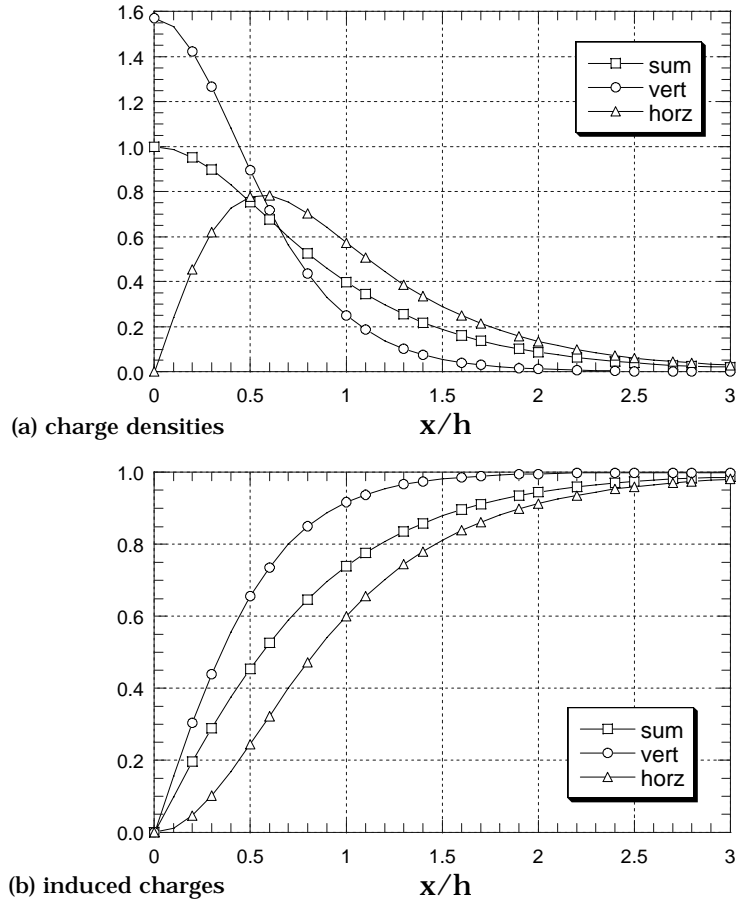 1.6
1.4
1.2
1.0
0.8
0.6
0.4
0.2
0.0
sum
vert
horz
0 0.5 1 1.5 2 2.5 3
(a) charge densities x/h
1.0
0.8
0.6
0.4
0.2
0.0
sum
vert
horz
0 0.5 1 1.5 2 2.5 3
(b) induced charges x/h